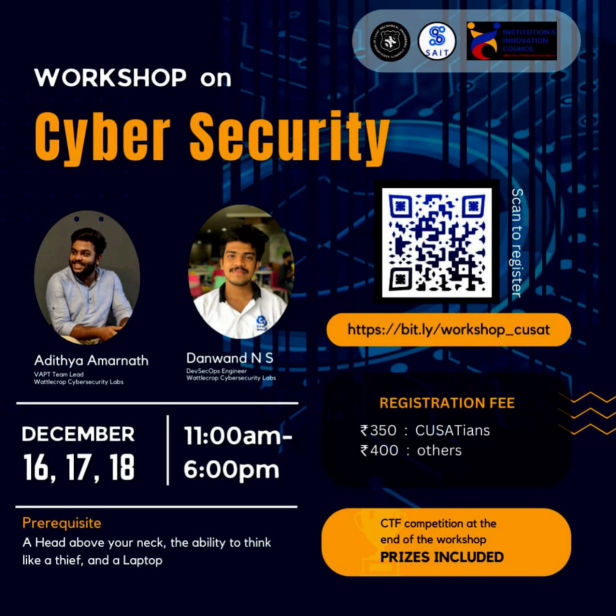 SAIT
INSTITUTION'S
INNOVATION
COUNCIL
WORKSHOP on
Cyber Security
Scan to register
https://bit.ly/workshop_cusat
Adithya Amarnath
VAPT Team Lead
Wattlecrop Cybersecurity Labs
Danwand N S
DevSecOps Engineer
Wattlecrop Cybersecurity Labs
DECEMBER
16, 17, 18
11:00am-
6:00pm
REGISTRATION FEE
₹350 : CUSATians
₹400 : others
Prerequisite
A Head above your neck, the ability to think
like a thief, and a Laptop
CTF competition at the
end of the workshop
PRIZES INCLUDED